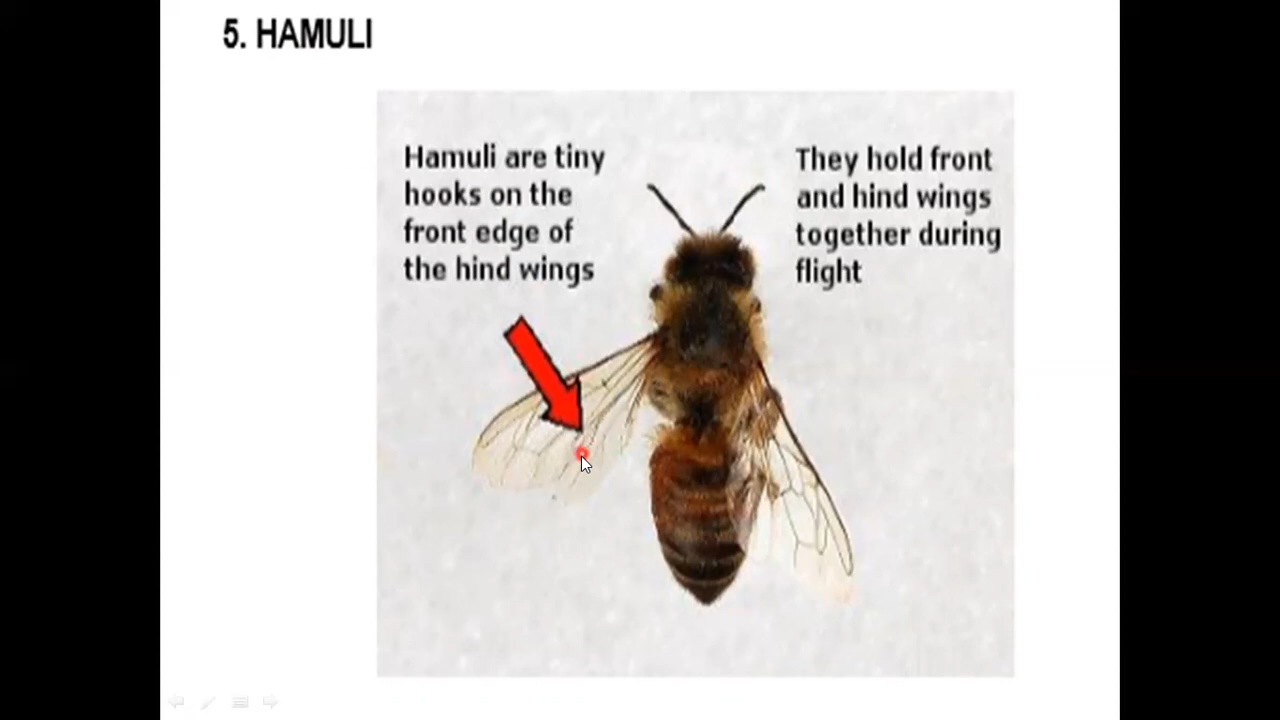 5. HAMULI
Hamuli are tiny
hooks on the
front edge of
the hind wings
They hold front
and hind wings
together during
flight